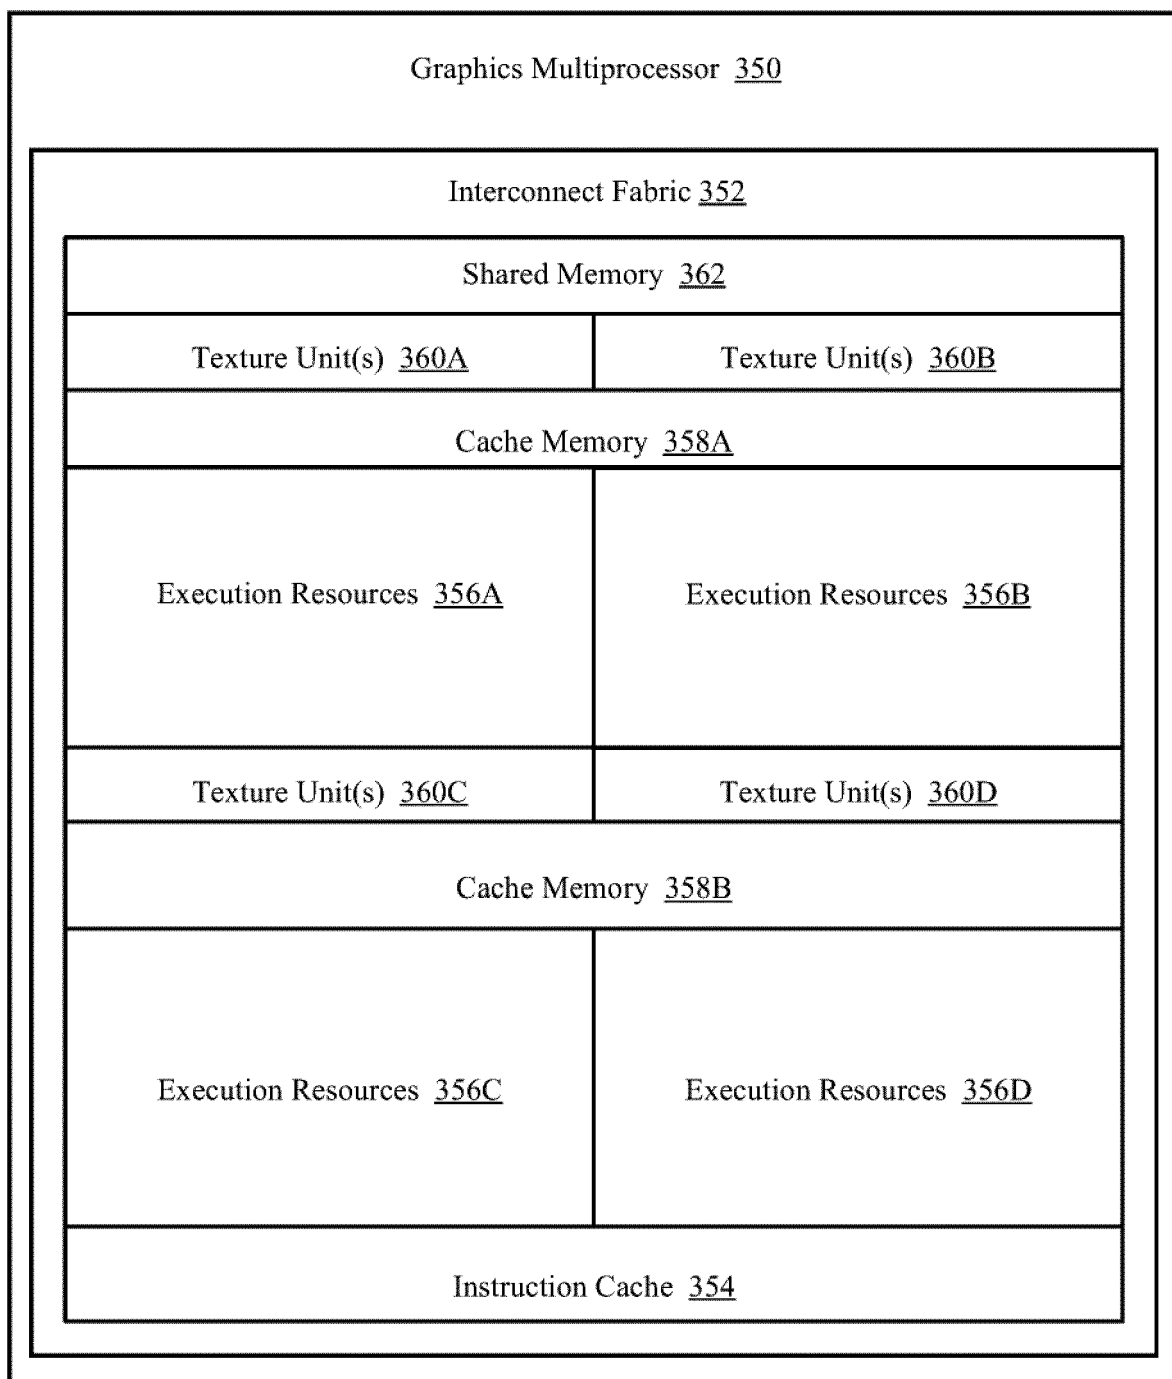 Graphics Multiprocessor 350
Interconnect Fabric 352
Shared Memory 362
Texture Unit(s) 360A
Texture Unit(s) 360B
Cache Memory 358A
Execution Resources 356A
Execution Resources 356B
Texture Unit(s) 360C
Texture Unit(s) 360D
Cache Memory 358B
Execution Resources 356C
Execution Resources 356D
Instruction Cache 354